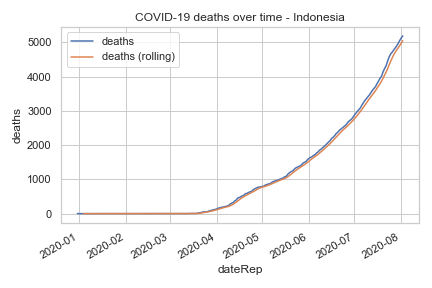 COVID-19 deaths over time - Indonesia
deaths
deaths (rolling)
5000
4000
3000
2000
1000
0
deaths
2020-01
2020-02
2020-03
2020-04
2020-05
2020-06
2020-07
2020-08
dateRep